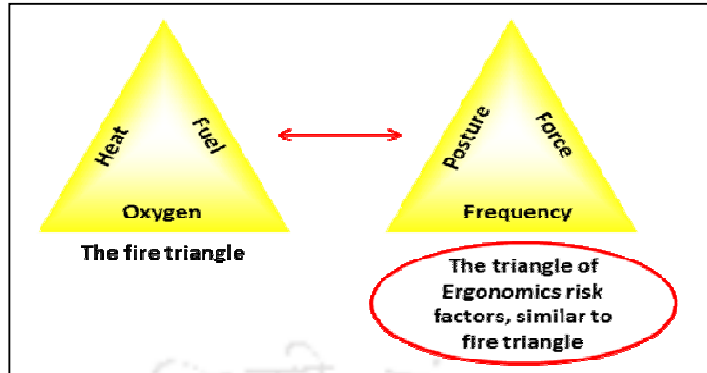 Heat
Fuel
Oxygen
The fire triangle
Posture
Force
Frequency
The triangle of
Ergonomics risk
factors, similar to
fire triangle